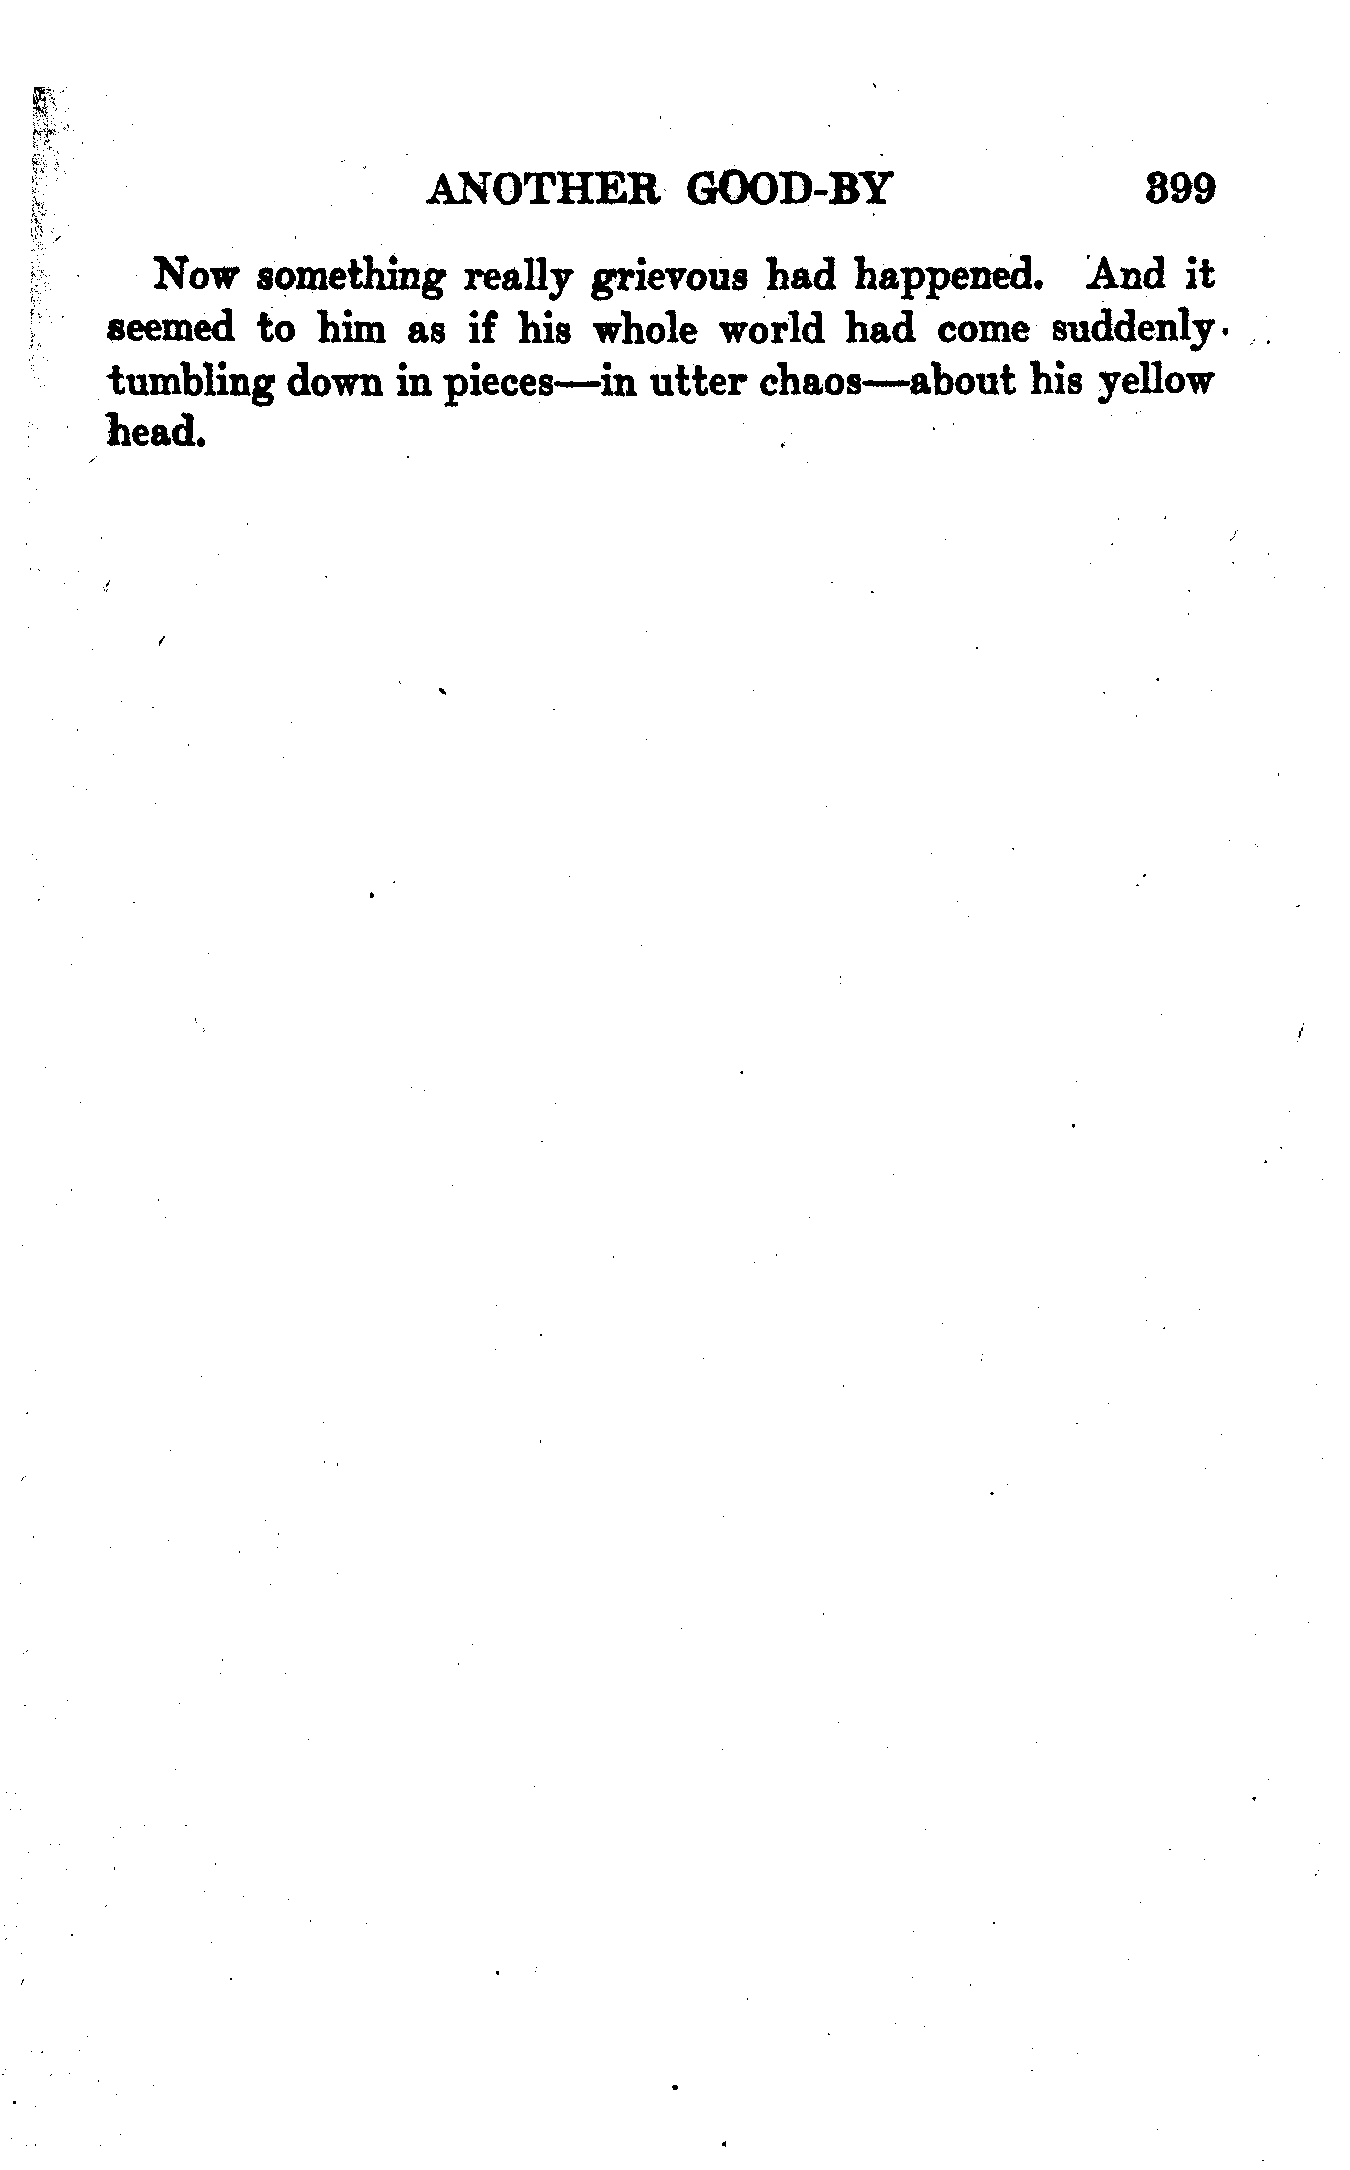 ANOTHER GOOD-BY 399
Now something really grievous had happened. And it
seemed to him as if his whole world had come suddenly
tumbling down in pieces—in utter chaos—about his yellow
head.